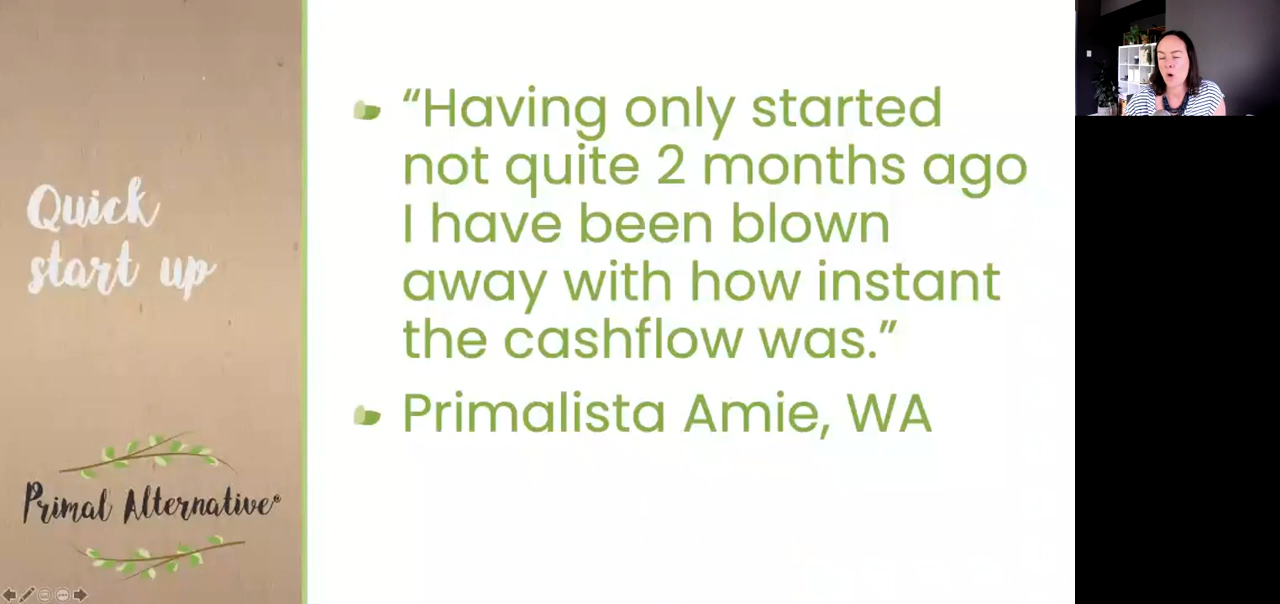 Quick
start up
Primal Alternative®
“Having only started
not quite 2 months ago
I have been blown
away with how instant
the cashflow was.”
Primalista Amie, WA